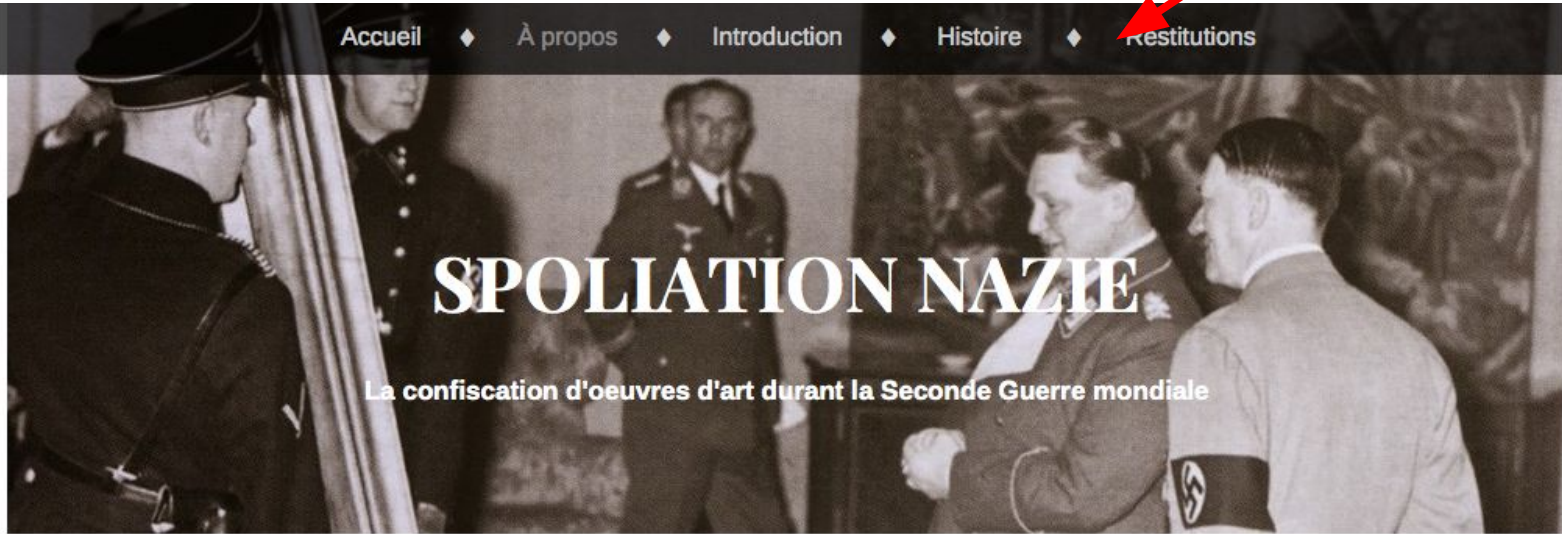 Accueil ♦ À propos ♦ Introduction ♦ Histoire ♦ Restitutions
SPOLIATION NAZIE
La confiscation d'oeuvres d'art durant la Seconde Guerre mondiale